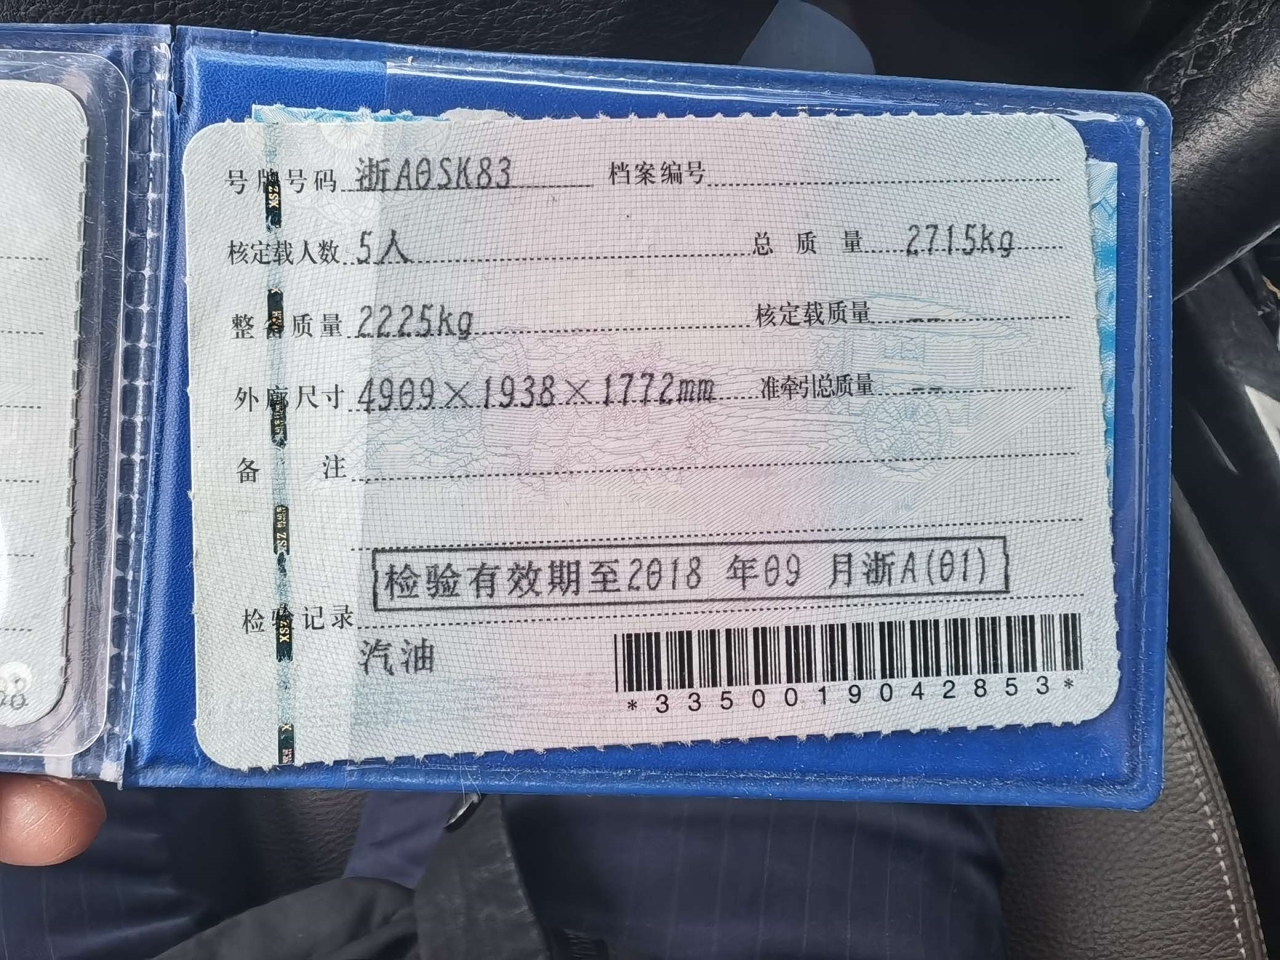 号牌号码 浙A0SK83 档案编号
核定载人数 5人 总质量 2715kg
整备质量 2225kg 核定载质量 --
外廓尺寸 4909×1938×1772mm 准牵引总质量 --
备注
检验有效期至2018 年09 月浙A(01)
检验记录
汽油
*3350019042853*